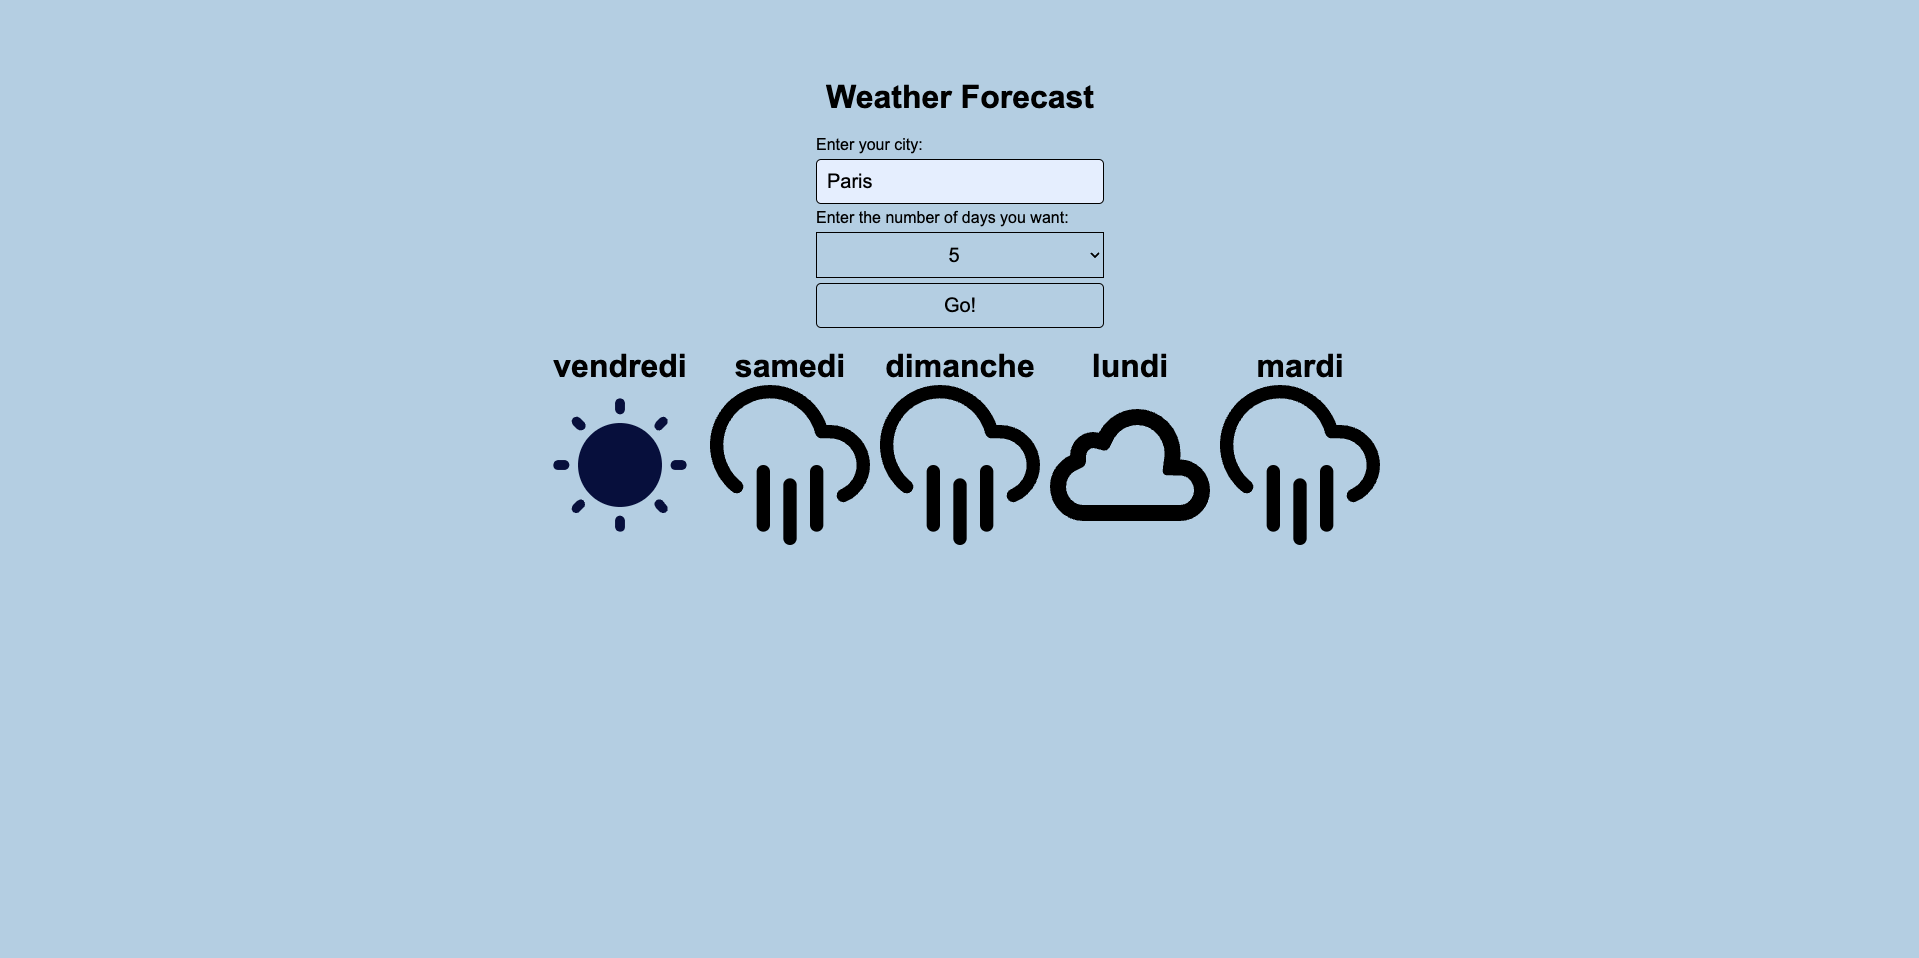 Weather Forecast
Enter your city:
Paris
Enter the number of days you want:
5
Go!
vendredi samedi dimanche lundi mardi